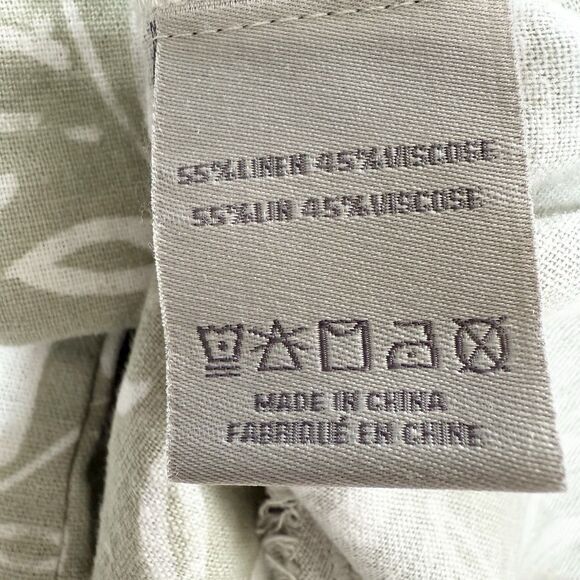 55%LINEN 45%VISCOSE
55%LIN 45%VISCOSE
MADE IN CHINA
FABRIQUÉ EN CHINE